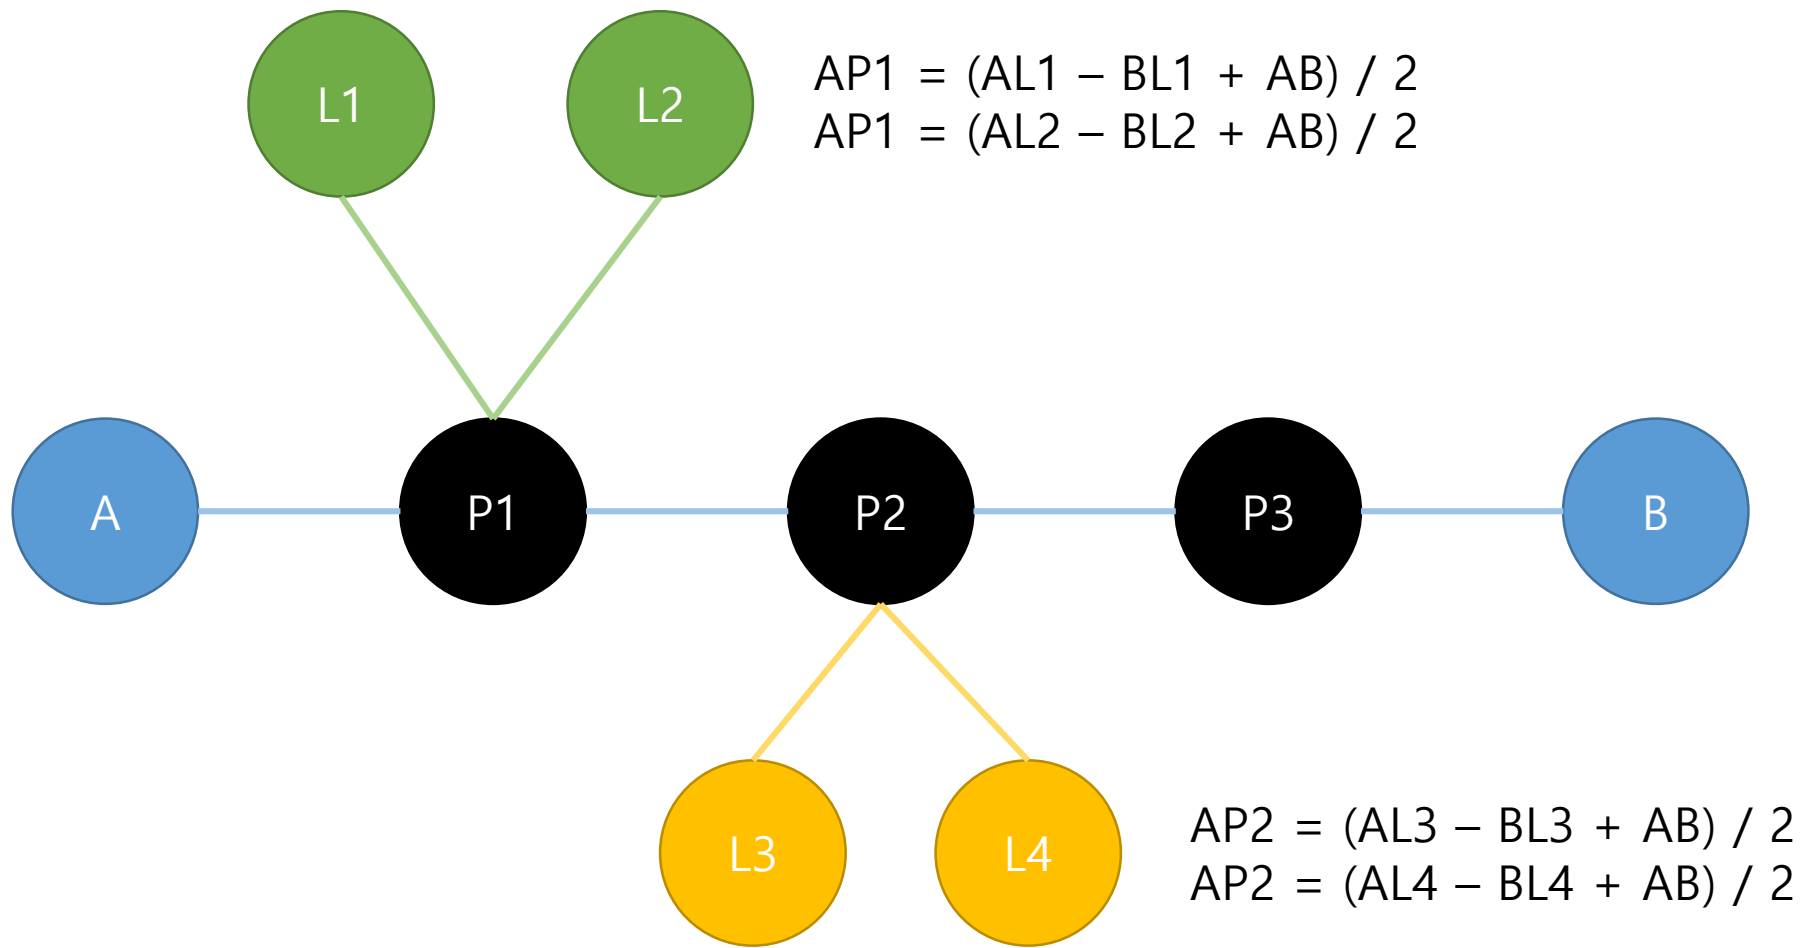 L1
L2
AP1 = (AL1 – BL1 + AB) / 2
AP1 = (AL2 – BL2 + AB) / 2
A
P1
P2
P3
B
L3
L4
AP2 = (AL3 – BL3 + AB) / 2
AP2 = (AL4 – BL4 + AB) / 2